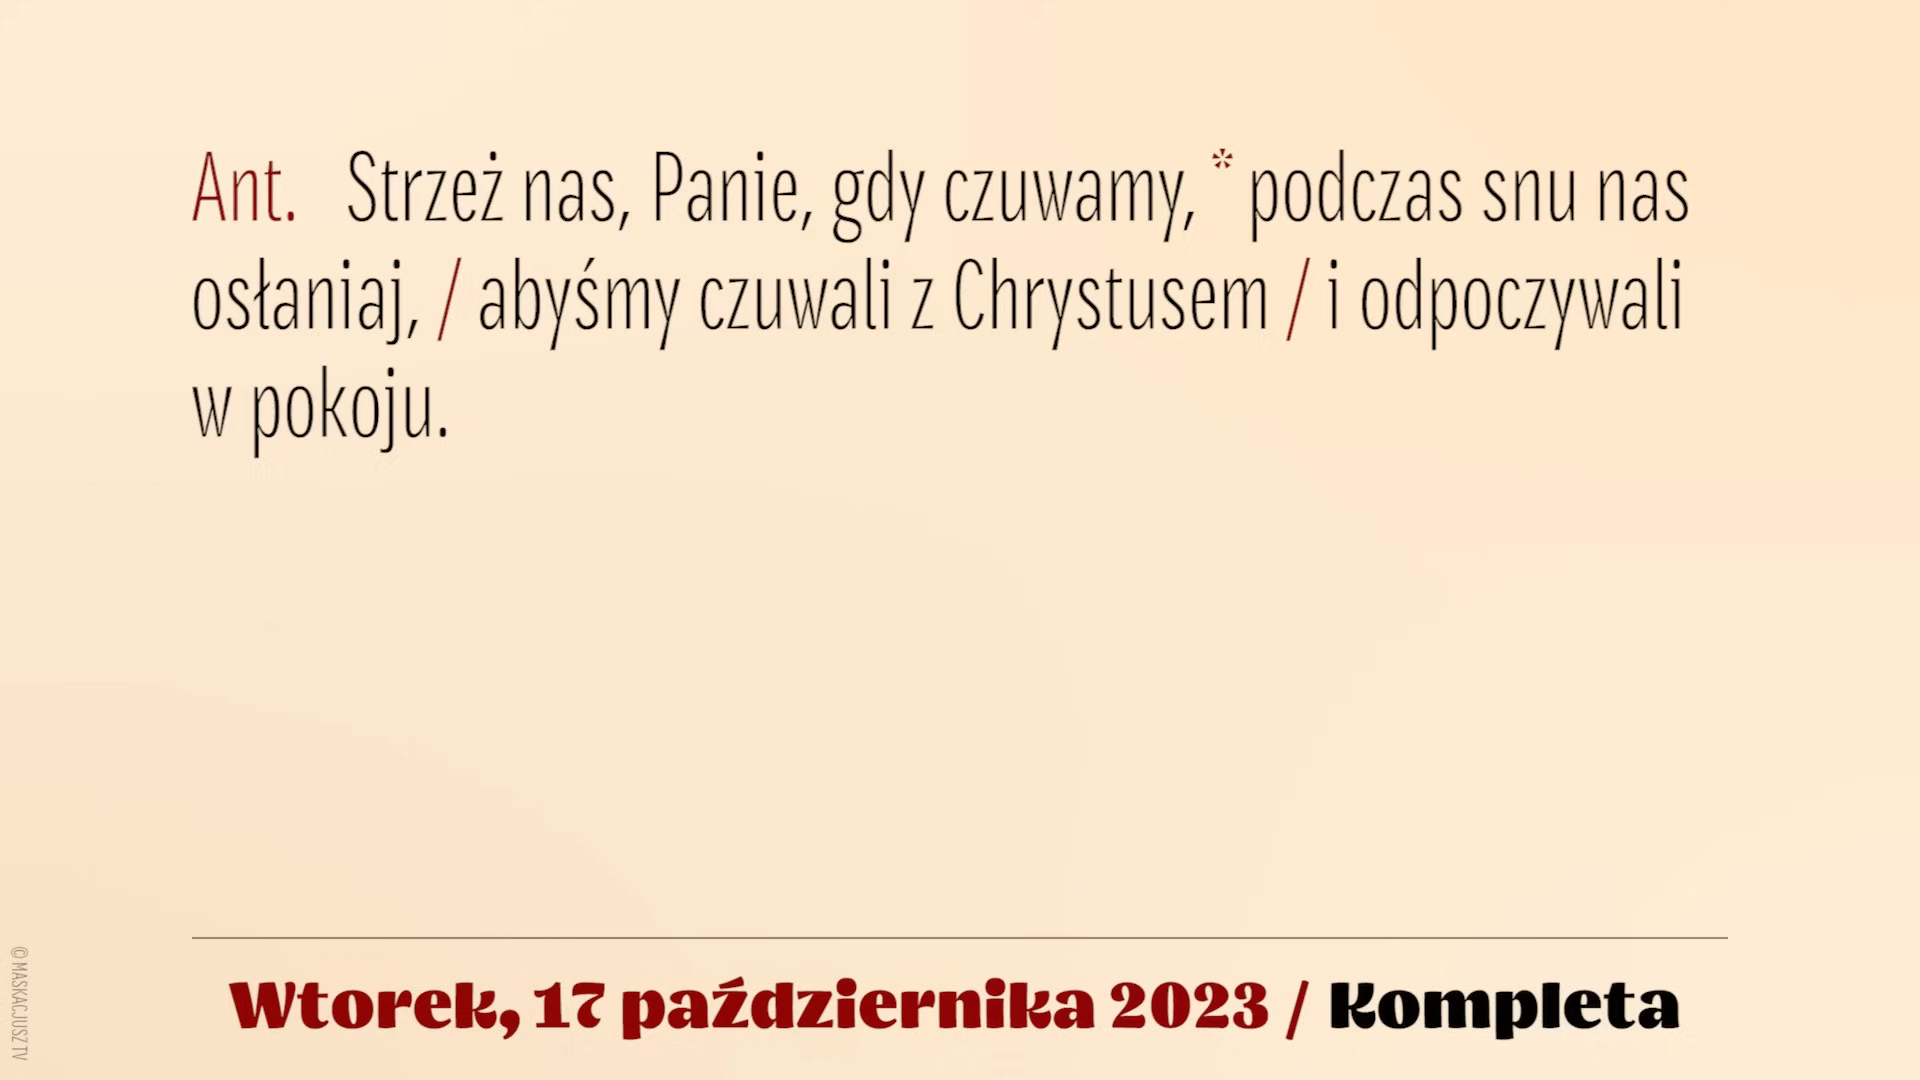 Ant. Strzeż nas, Panie, gdy czuwamy, * podczas snu nas
osłaniaj, / abyśmy czuwali z Chrystusem / i odpoczywali
w pokoju.
Wtorek, 17 października 2023 / Kompleta
© MASKACJUSZ TV